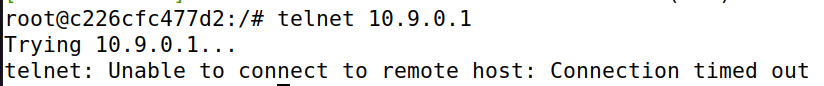 root@c226cfc477d2:/# telnet 10.9.0.1
Trying 10.9.0.1...
telnet: Unable to connect to remote host: Connection timed out